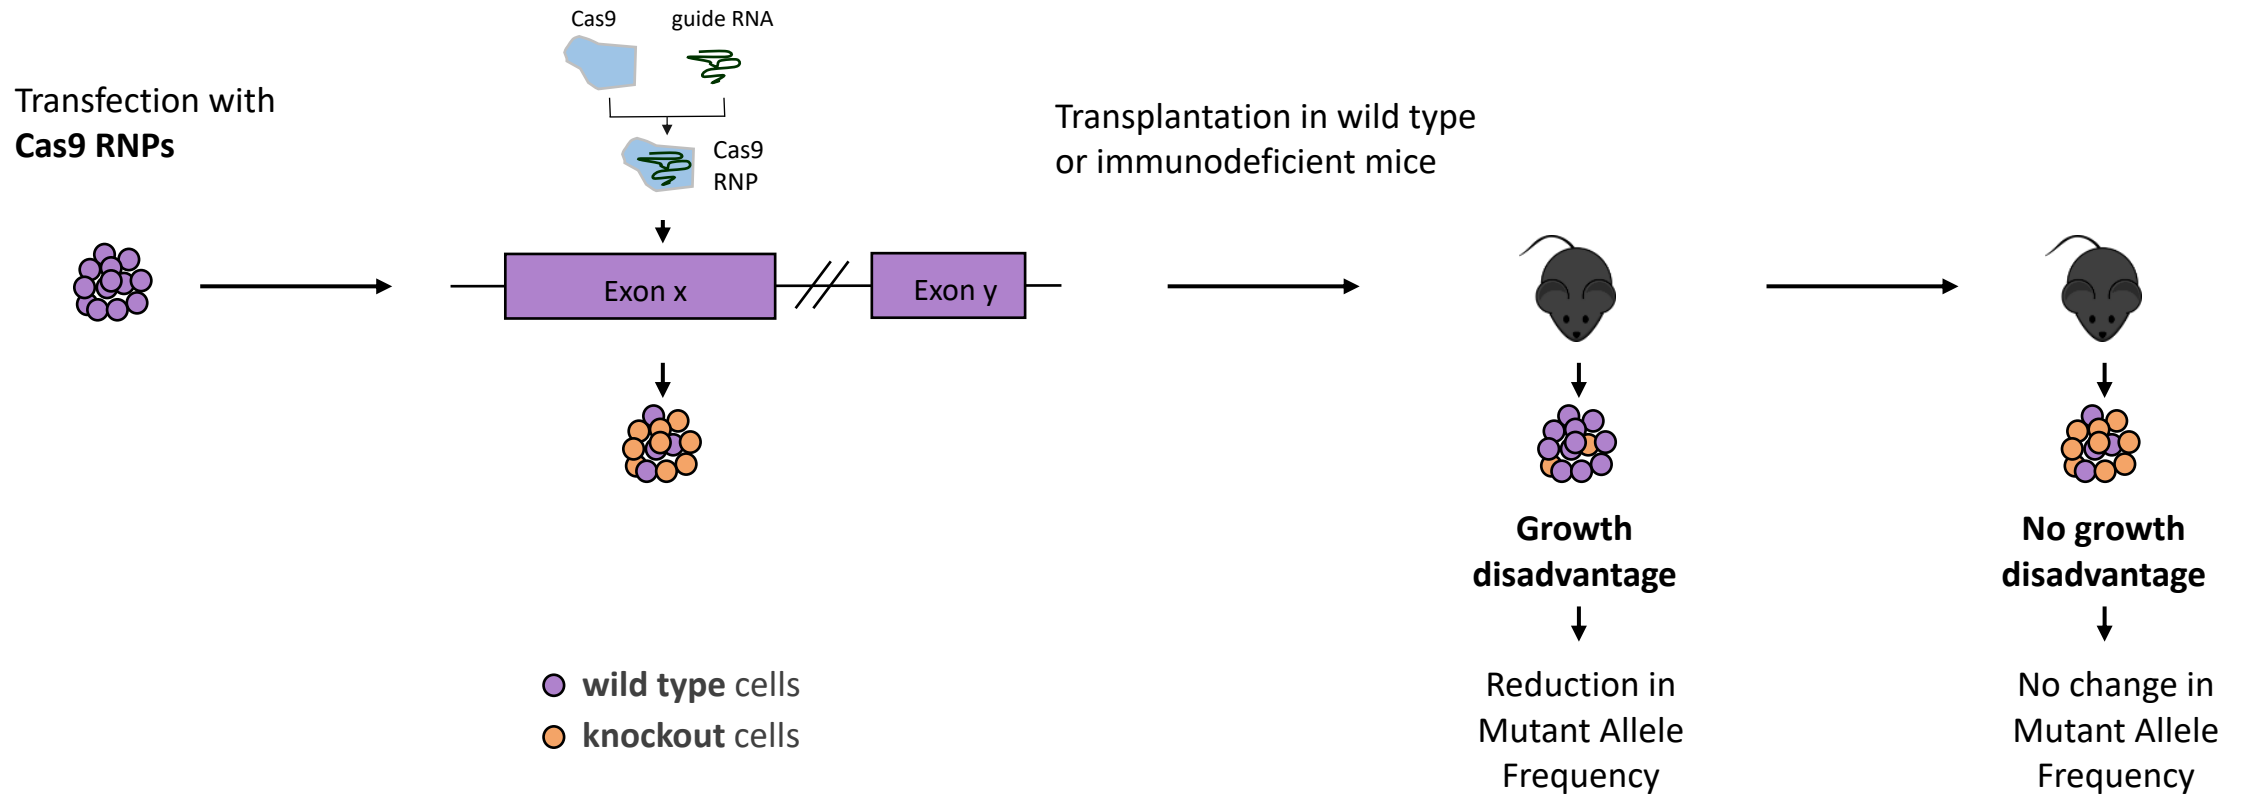 Cas9
guide RNA
Transfection with
Cas9 RNPs
Cas9
RNP
Transplantation in wild type
or immunodeficient mice
Exon x
Exon y
Growth
disadvantage
No growth
disadvantage
wild type cells
knockout cells
Reduction in
Mutant Allele
Frequency
No change in
Mutant Allele
Frequency